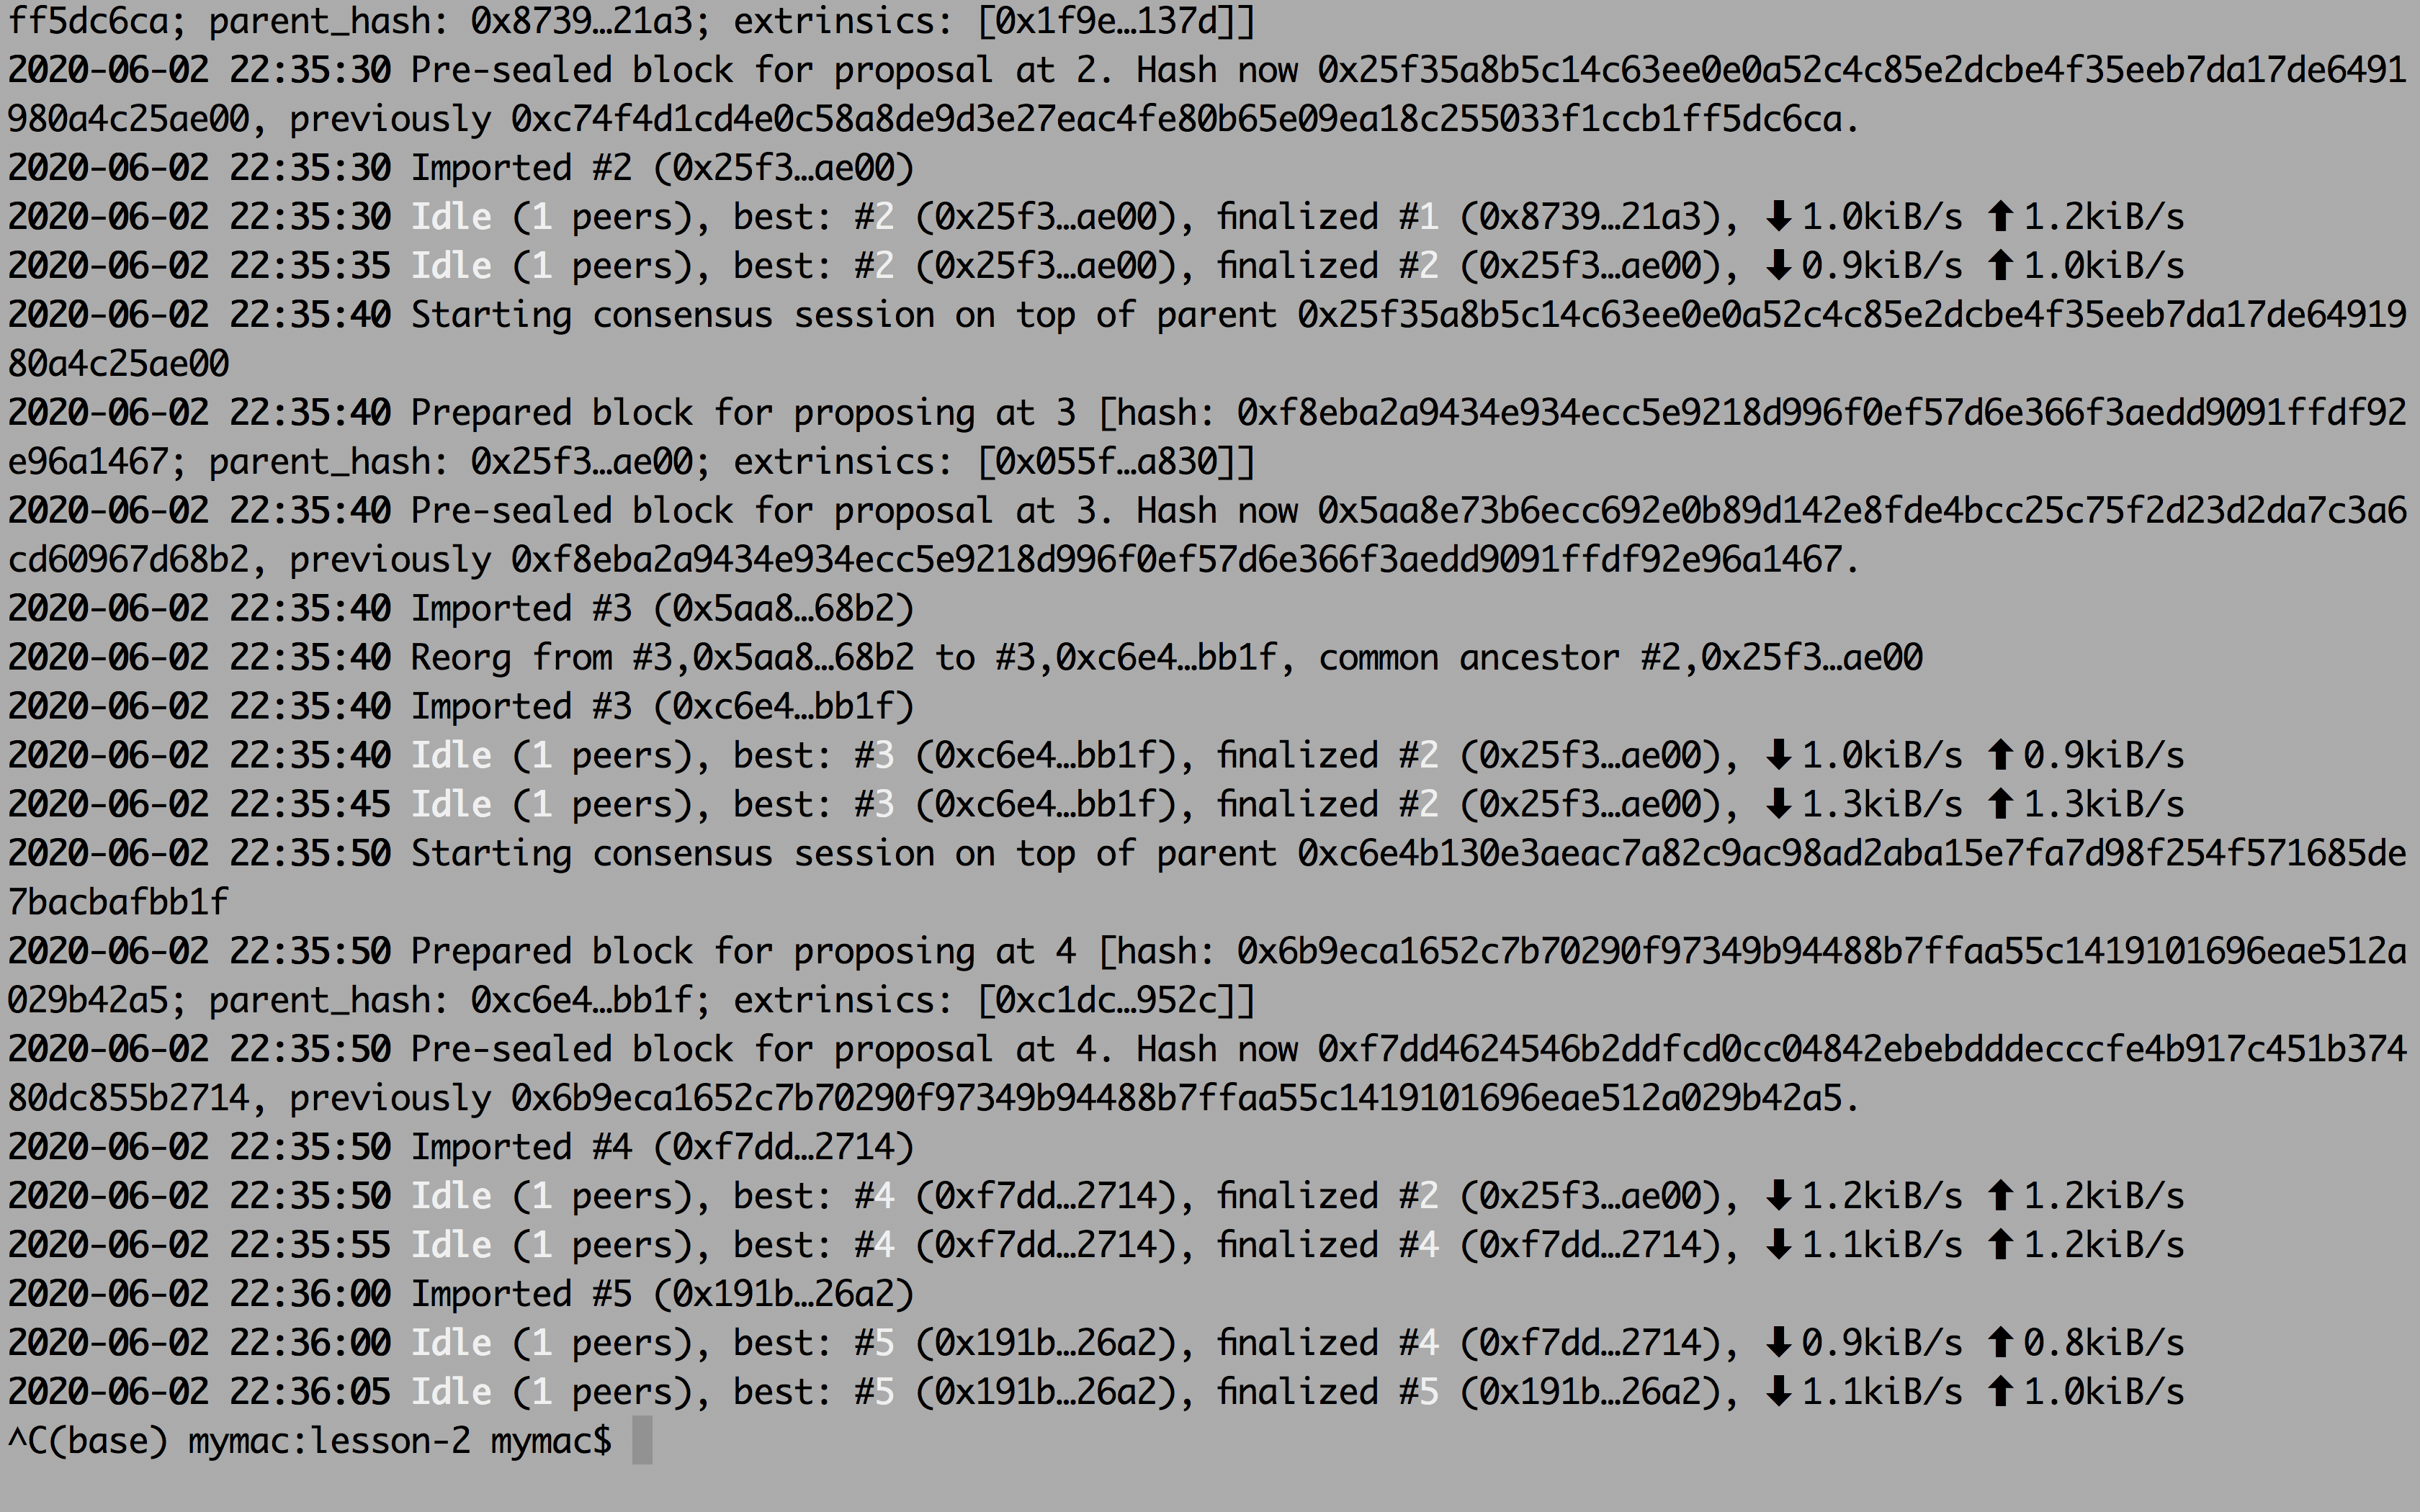 ff5dc6ca; parent_hash: 0x8739…21a3; extrinsics: [0x1f9e…137d]]
2020-06-02 22:35:30 Pre-sealed block for proposal at 2. Hash now 0x25f35a8b5c14c63ee0e0a52c4c85e2dcbe4f35eeb7da17de6491
980a4c25ae00, previously 0xc74f4d1cd4e0c58a8de9d3e27eac4fe80b65e09ea18c255033f1ccb1ff5dc6ca.
2020-06-02 22:35:30 Imported #2 (0x25f3…ae00)
2020-06-02 22:35:30 Idle (1 peers), best: #2 (0x25f3…ae00), finalized #1 (0x8739…21a3), ⬇ 1.0kiB/s ⬆ 1.2kiB/s
2020-06-02 22:35:35 Idle (1 peers), best: #2 (0x25f3…ae00), finalized #2 (0x25f3…ae00), ⬇ 0.9kiB/s ⬆ 1.0kiB/s
2020-06-02 22:35:40 Starting consensus session on top of parent 0x25f35a8b5c14c63ee0e0a52c4c85e2dcbe4f35eeb7da17de64919
80a4c25ae00
2020-06-02 22:35:40 Prepared block for proposing at 3 [hash: 0xf8eba2a9434e934ecc5e9218d996f0ef57d6e366f3aedd9091ffdf92
e96a1467; parent_hash: 0x25f3…ae00; extrinsics: [0x055f…a830]]
2020-06-02 22:35:40 Pre-sealed block for proposal at 3. Hash now 0x5aa8e73b6ecc692e0b89d142e8fde4bcc25c75f2d23d2da7c3a6
cd60967d68b2, previously 0xf8eba2a9434e934ecc5e9218d996f0ef57d6e366f3aedd9091ffdf92e96a1467.
2020-06-02 22:35:40 Imported #3 (0x5aa8…68b2)
2020-06-02 22:35:40 Reorg from #3,0x5aa8…68b2 to #3,0xc6e4…bb1f, common ancestor #2,0x25f3…ae00
2020-06-02 22:35:40 Imported #3 (0xc6e4…bb1f)
2020-06-02 22:35:40 Idle (1 peers), best: #3 (0xc6e4…bb1f), finalized #2 (0x25f3…ae00), ⬇ 1.0kiB/s ⬆ 0.9kiB/s
2020-06-02 22:35:45 Idle (1 peers), best: #3 (0xc6e4…bb1f), finalized #2 (0x25f3…ae00), ⬇ 1.3kiB/s ⬆ 1.3kiB/s
2020-06-02 22:35:50 Starting consensus session on top of parent 0xc6e4b130e3aeac7a82c9ac98ad2aba15e7fa7d98f254f571685de
7bacbafbb1f
2020-06-02 22:35:50 Prepared block for proposing at 4 [hash: 0x6b9eca1652c7b70290f97349b94488b7ffaa55c1419101696eae512a
029b42a5; parent_hash: 0xc6e4…bb1f; extrinsics: [0xc1dc…952c]]
2020-06-02 22:35:50 Pre-sealed block for proposal at 4. Hash now 0xf7dd4624546b2ddfcd0cc04842ebebdddecccfe4b917c451b374
80dc855b2714, previously 0x6b9eca1652c7b70290f97349b94488b7ffaa55c1419101696eae512a029b42a5.
2020-06-02 22:35:50 Imported #4 (0xf7dd…2714)
2020-06-02 22:35:50 Idle (1 peers), best: #4 (0xf7dd…2714), finalized #2 (0x25f3…ae00), ⬇ 1.2kiB/s ⬆ 1.2kiB/s
2020-06-02 22:35:55 Idle (1 peers), best: #4 (0xf7dd…2714), finalized #4 (0xf7dd…2714), ⬇ 1.1kiB/s ⬆ 1.2kiB/s
2020-06-02 22:36:00 Imported #5 (0x191b…26a2)
2020-06-02 22:36:00 Idle (1 peers), best: #5 (0x191b…26a2), finalized #4 (0xf7dd…2714), ⬇ 0.9kiB/s ⬆ 0.8kiB/s
2020-06-02 22:36:05 Idle (1 peers), best: #5 (0x191b…26a2), finalized #5 (0x191b…26a2), ⬇ 1.1kiB/s ⬆ 1.0kiB/s
^C(base) mymac:lesson-2 mymac$